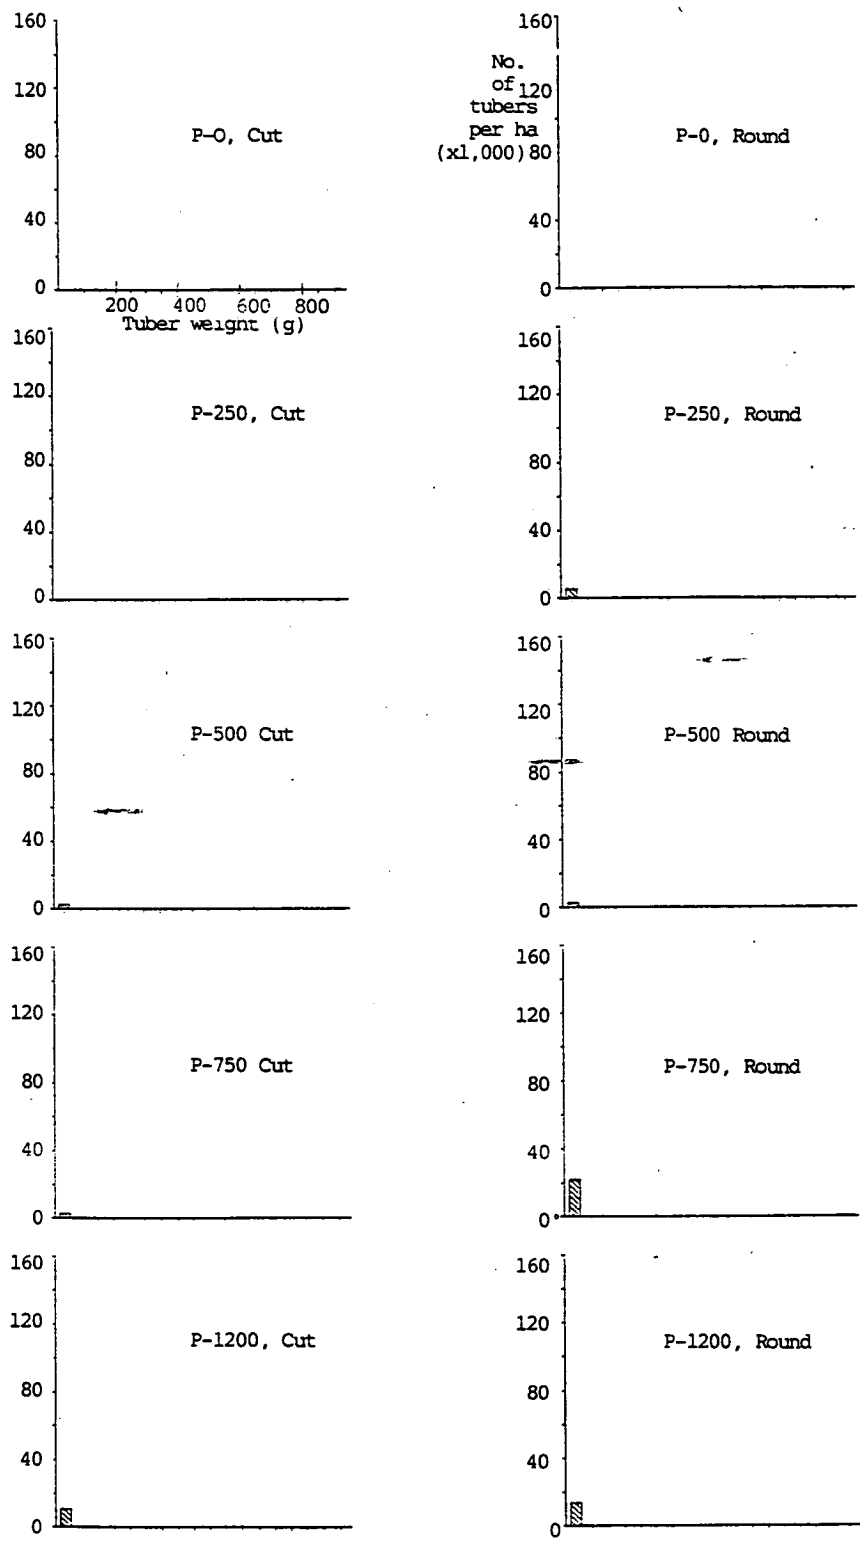 160
120
80
40
0
P-O, Cut
200 400 600 800
Tuber weight (g)
160
No.
of
120
tubers
per ha
(x1,000)
80
40
0
P-0, Round
160
120
80
40
0
P-250, Cut
160
120
80
40
0
P-250, Round
160
120
80
40
0
P-500 Cut
160
120
80
40
0
P-500 Round
160
120
80
40
0
P-750 Cut
160
120
80
40
0
P-750, Round
160
120
80
40
0
P-1200, Cut
160
120
80
40
0
P-1200, Round